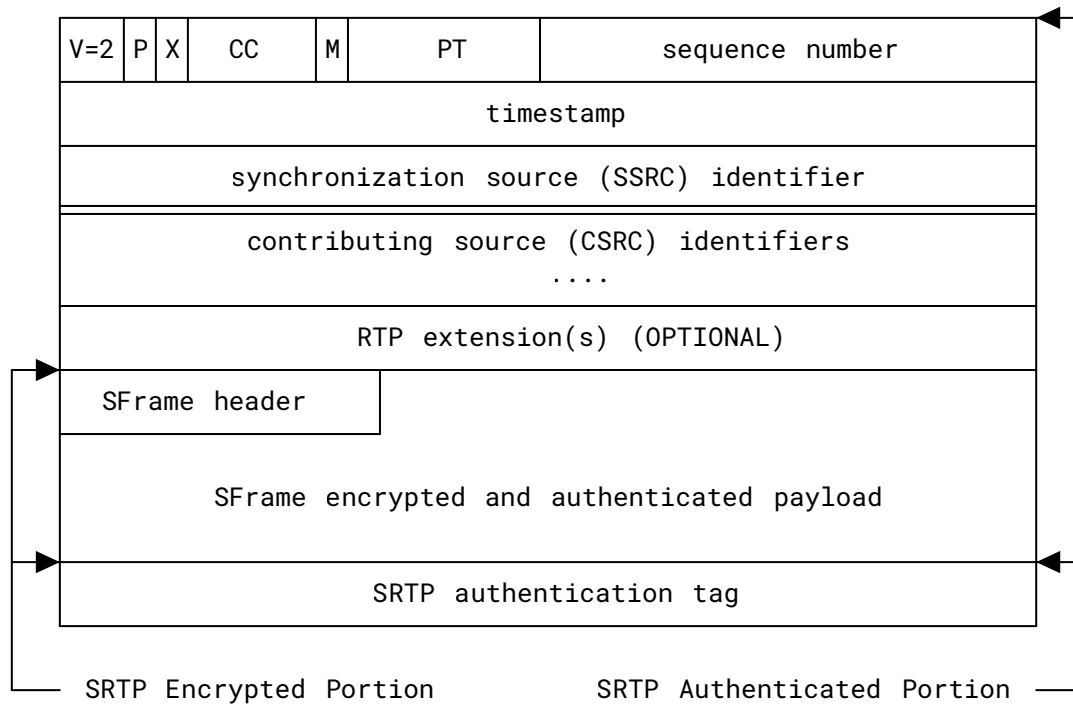 V=2 P X CC M PT sequence number
timestamp
synchronization source (SSRC) identifier
contributing source (CSRC) identifiers
....
RTP extension(s) (OPTIONAL)
SFrame header
SFrame encrypted and authenticated payload
SRTP authentication tag
SRTP Encrypted Portion SRTP Authenticated Portion